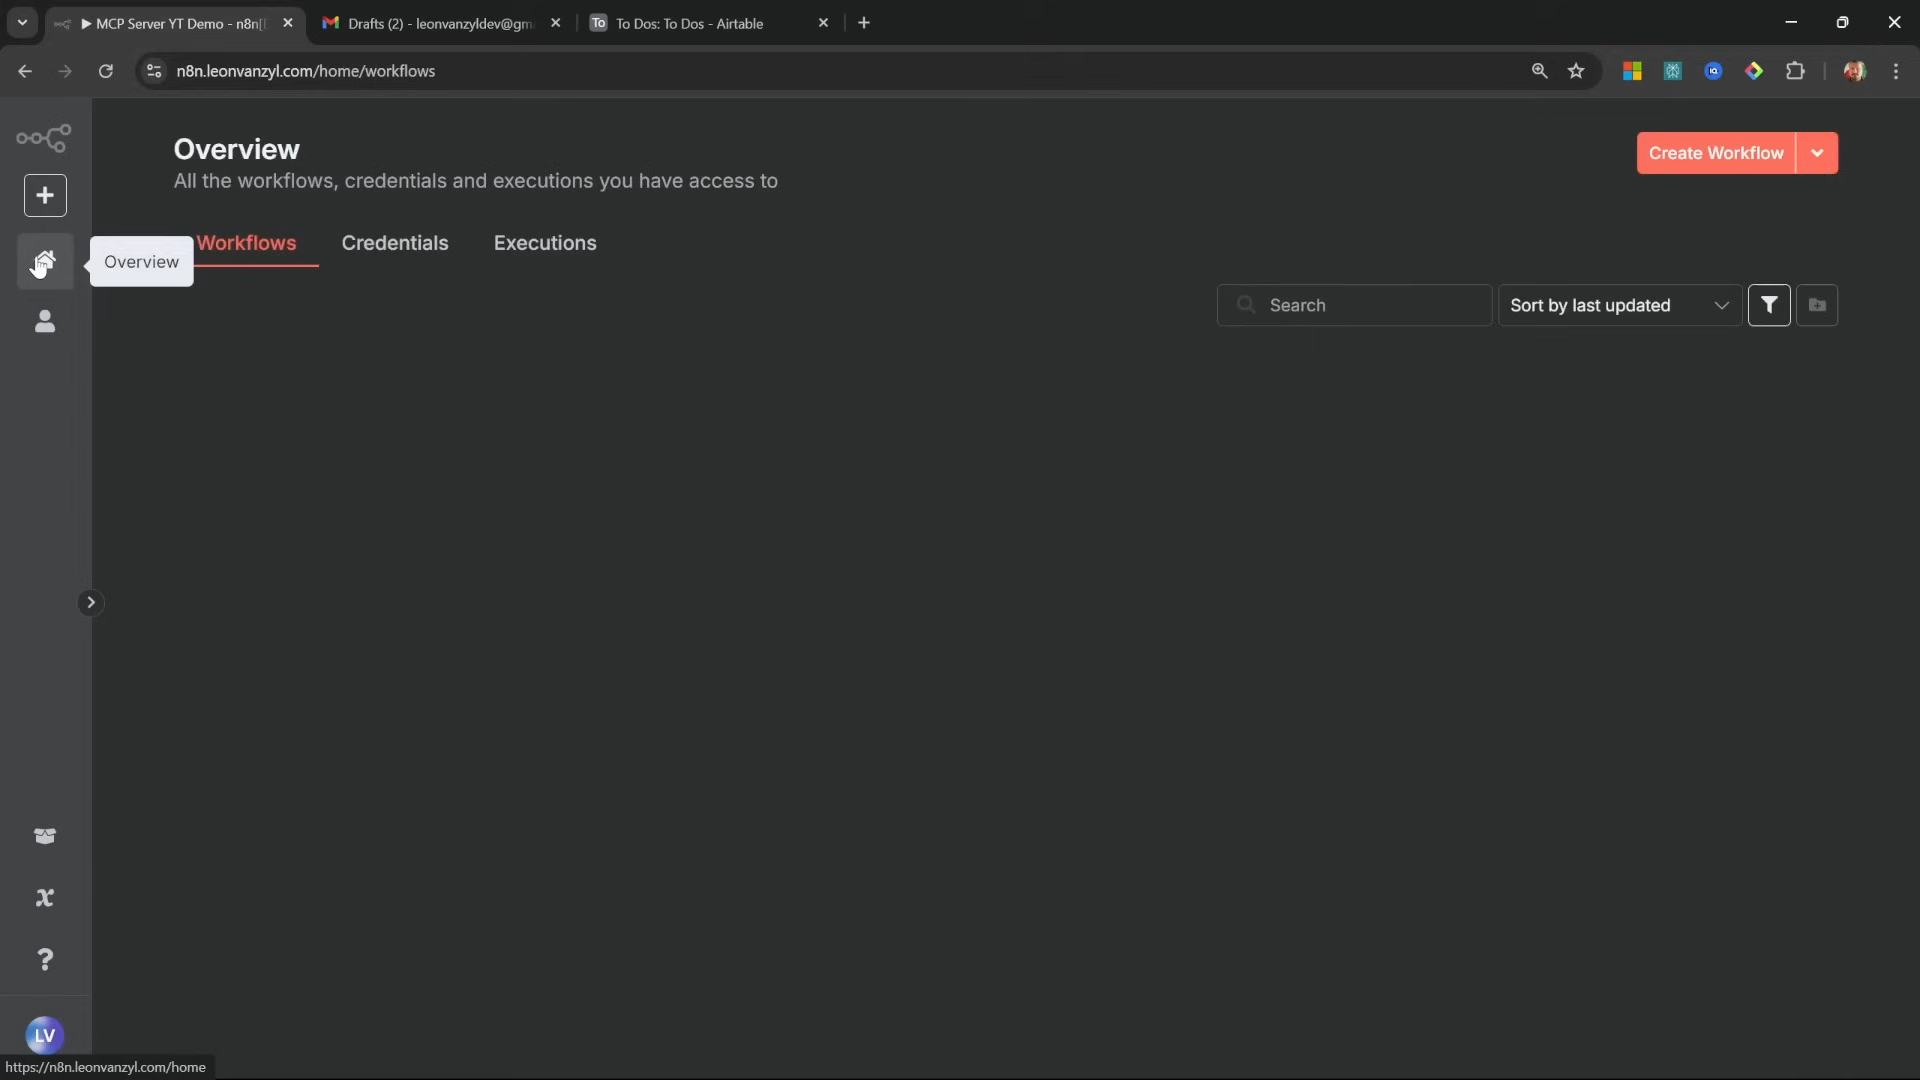 ▶ MCP Server YT Demo - n8n[
Drafts (2) - leonvanzyldev@gm
To To Dos: To Dos - Airtable
n8n.leonvanzyl.com/home/workflows
Overview
All the workflows, credentials and executions you have access to
Create Workflow
Overview
Workflows Credentials Executions
Search
Sort by last updated
LV
https://n8n.leonvanzyl.com/home